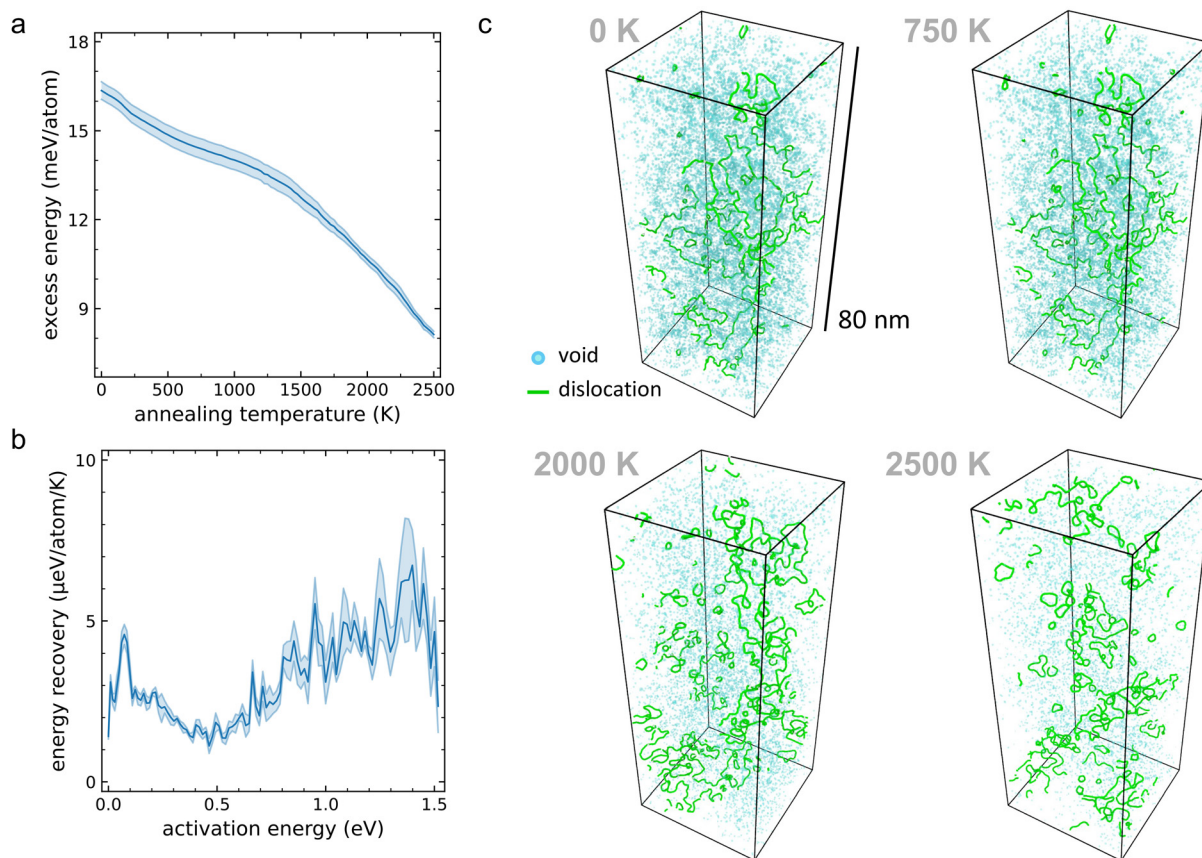 a
18
15
12
9
excess energy (meV/atom)
0 500 1000 1500 2000 2500
annealing temperature (K)
b
10
5
0
energy recovery (μeV/atom/K)
0.0 0.5 1.0 1.5
activation energy (eV)
c
0 K
750 K
80 nm
void
dislocation
2000 K
2500 K